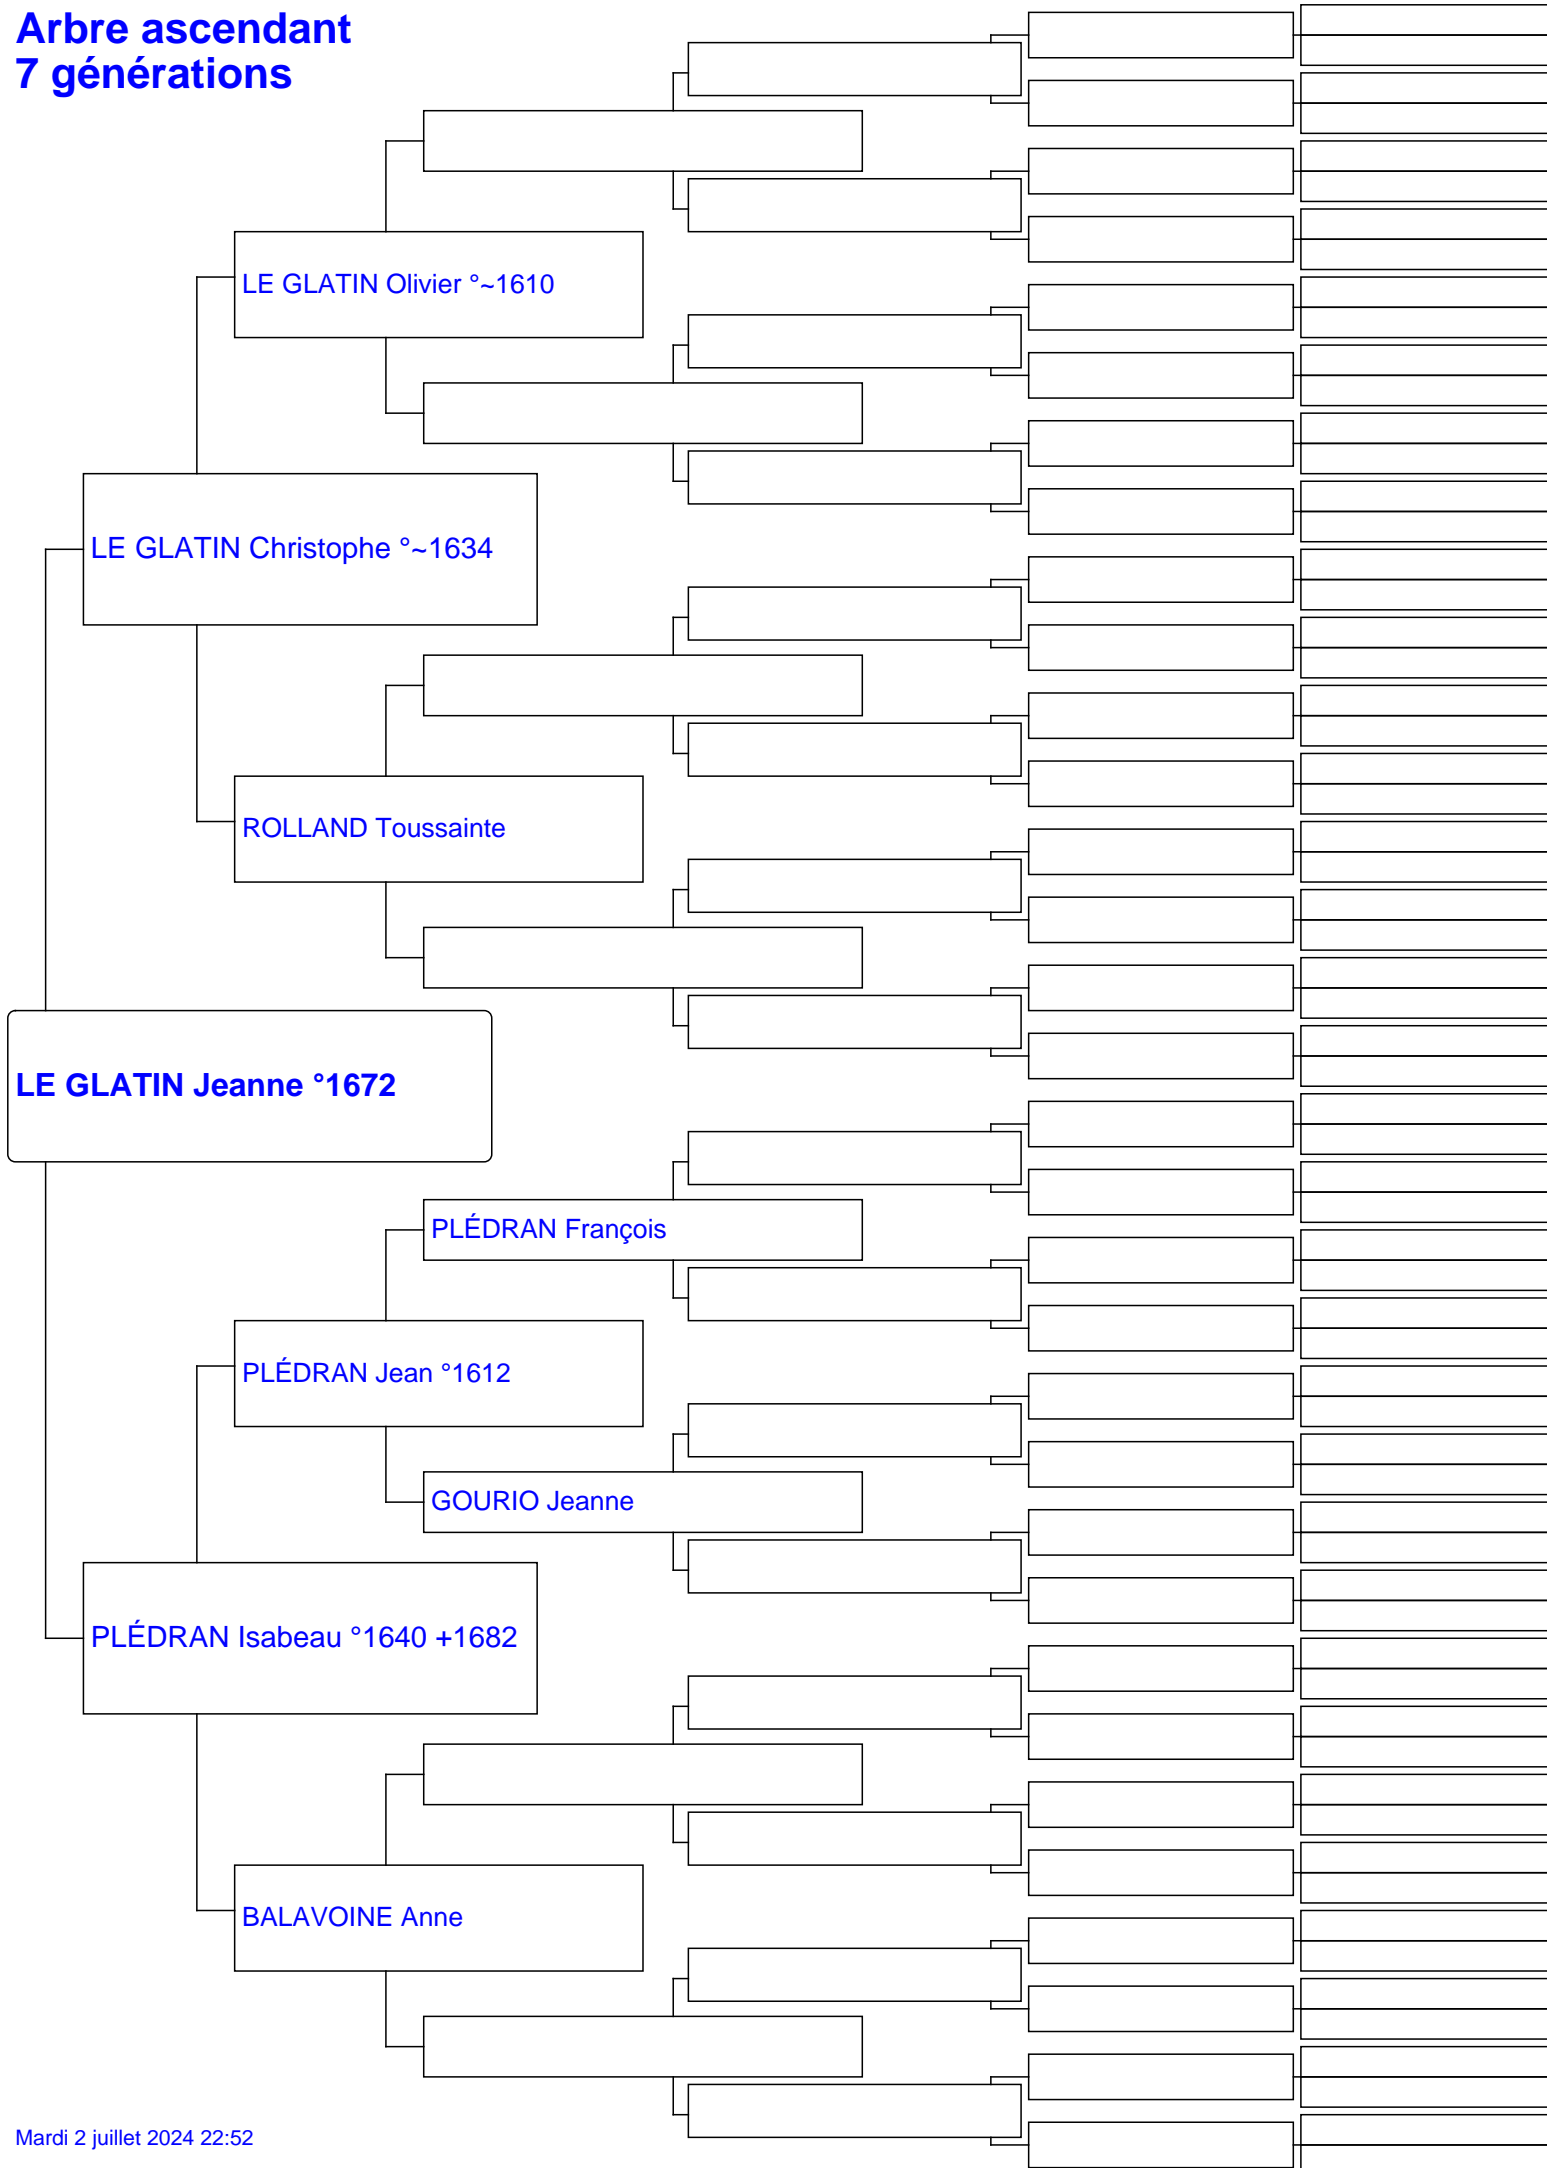 Arbre ascendant
7 générations
LE GLATIN Olivier °~1610
LE GLATIN Christophe °~1634
ROLLAND Toussainte
LE GLATIN Jeanne °1672
PLÉDRAN François
PLÉDRAN Jean °1612
GOURIO Jeanne
PLÉDRAN Isabeau °1640 +1682
BALAVOINE Anne
Mardi 2 juillet 2024 22:52